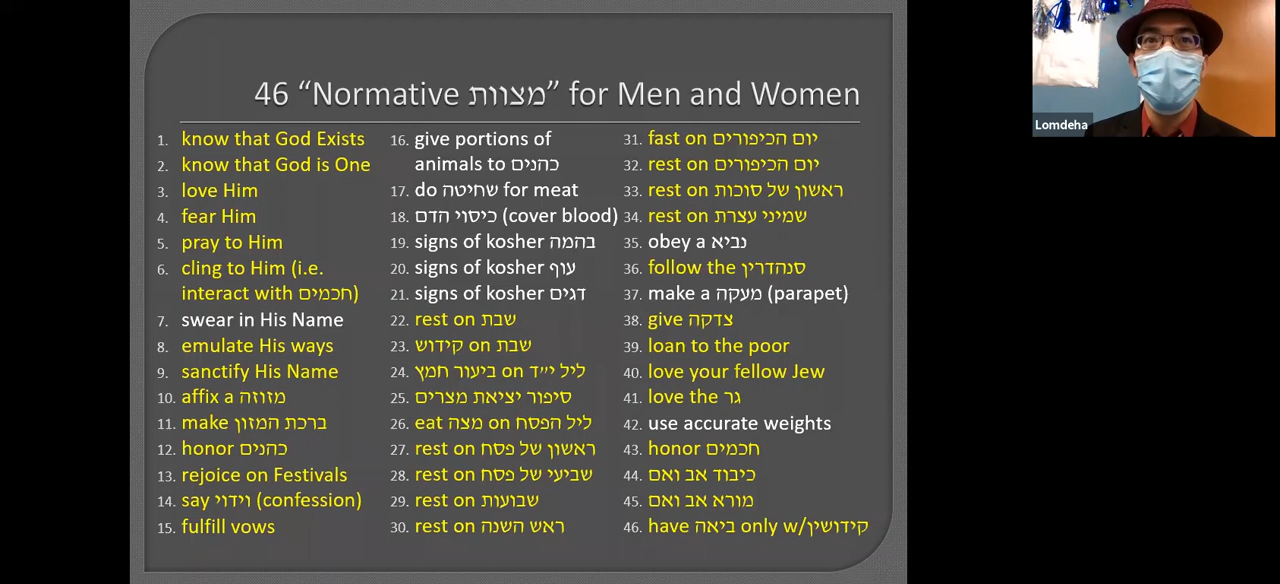 46 “Normative מצוות” for Men and Women
1. know that God Exists
2. know that God is One
3. love Him
4. fear Him
5. pray to Him
6. cling to Him (i.e.
interact with חכמים)
7. swear in His Name
8. emulate His ways
9. sanctify His Name
10. affix a מזוזה
11. make ברכת המזון
12. honor כהנים
13. rejoice on Festivals
14. say וידוי (confession)
15. fulfill vows
16. give portions of
animals to כהנים
17. do שחיטה for meat
18. כיסוי הדם (cover blood)
19. signs of kosher בהמה
20. signs of kosher עוף
21. signs of kosher דגים
22. rest on שבת
23. קידוש on שבת
24. ביעור חמץ on ליל י״ד
25. סיפור יציאת מצרים
26. eat מצה on ליל הפסח
27. rest on ראשון של פסח
28. rest on שביעי של פסח
29. rest on שבועות
30. rest on ראש השנה
31. fast on יום הכיפורים
32. rest on יום הכיפורים
33. rest on ראשון של סוכות
34. rest on שמיני עצרת
35. obey a נביא
36. follow the סנהדרין
37. make a מעקה (parapet)
38. give צדקה
39. loan to the poor
40. love your fellow Jew
41. love the גר
42. use accurate weights
43. honor חכמים
44. כיבוד אב ואם
45. מורא אב ואם
46. have ביאה only w/קידושין
Lomdeha